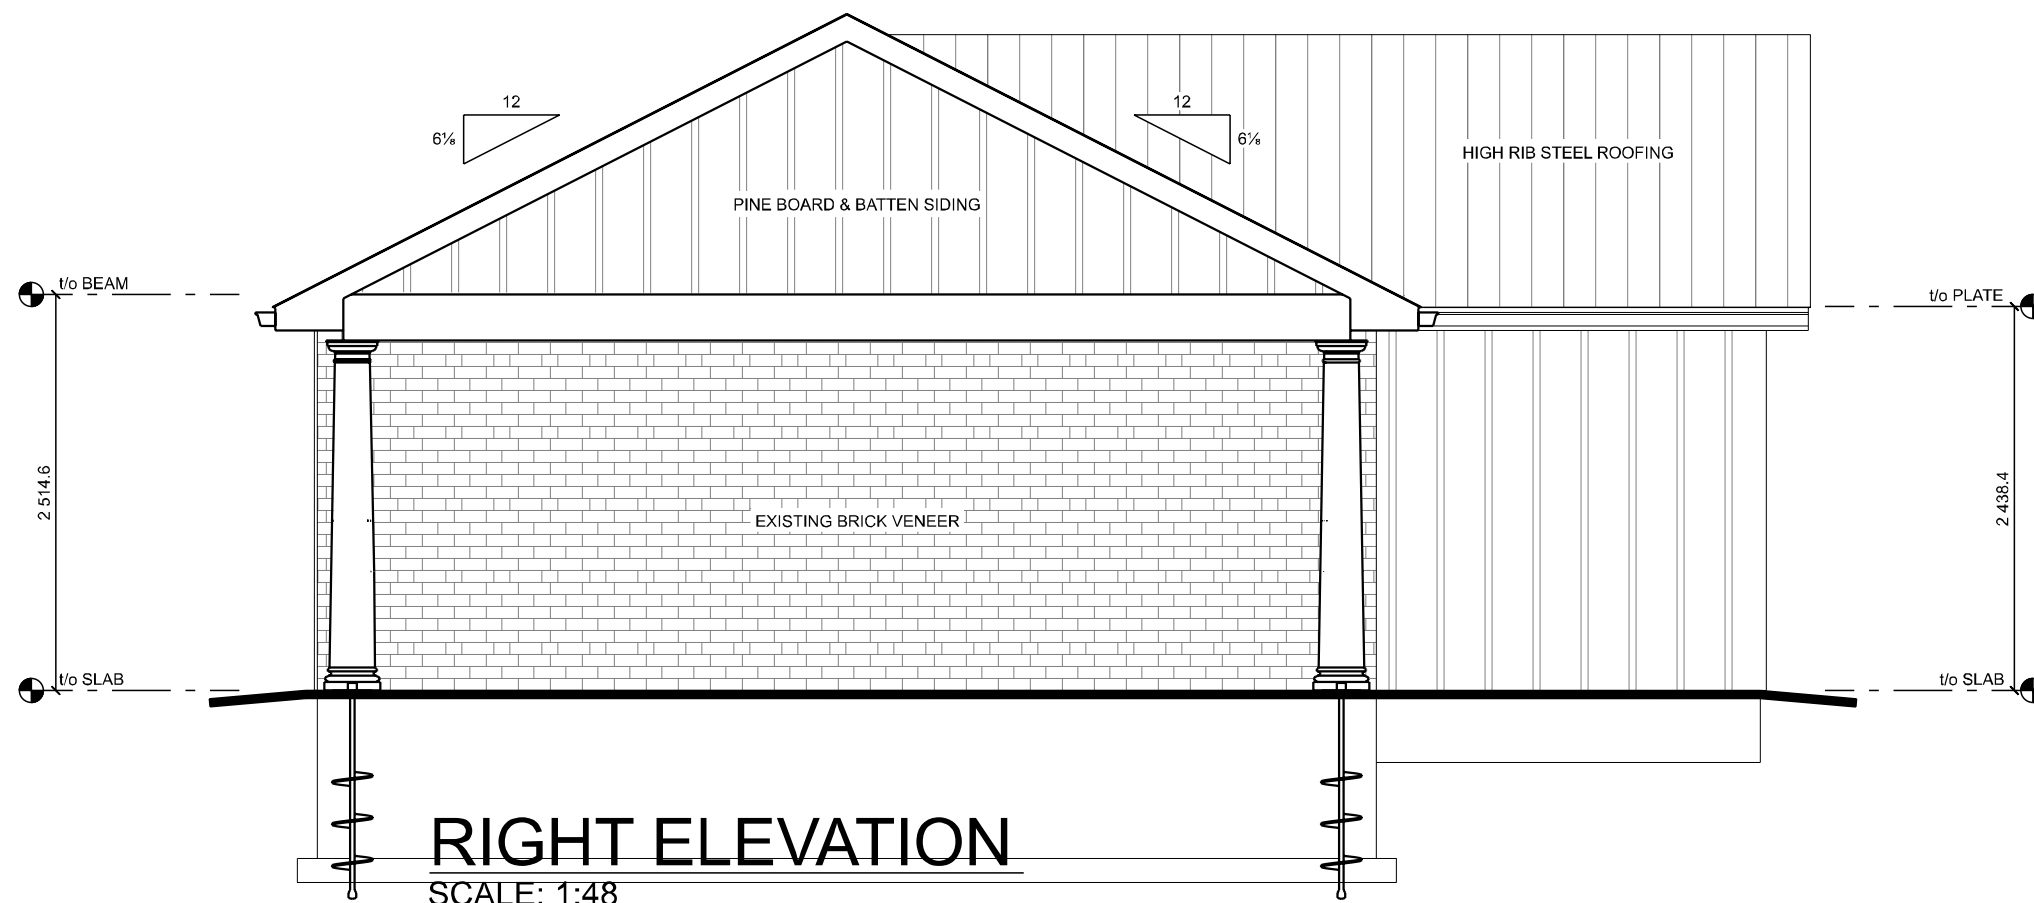 12
12
6⅛
6⅛
HIGH RIB STEEL ROOFING
PINE BOARD & BATTEN SIDING
t/o BEAM
t/o PLATE
2 514.6
2 438.4
EXISTING BRICK VENEER
t/o SLAB
t/o SLAB
RIGHT ELEVATION
SCALE: 1:48